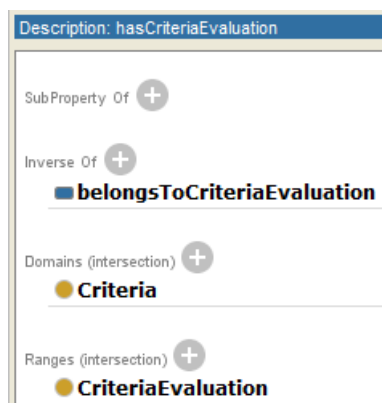 Description: hasCriteriaEvaluation
SubProperty Of
Inverse Of
belongsToCriteriaEvaluation
Domains (intersection)
Criteria
Ranges (intersection)
CriteriaEvaluation